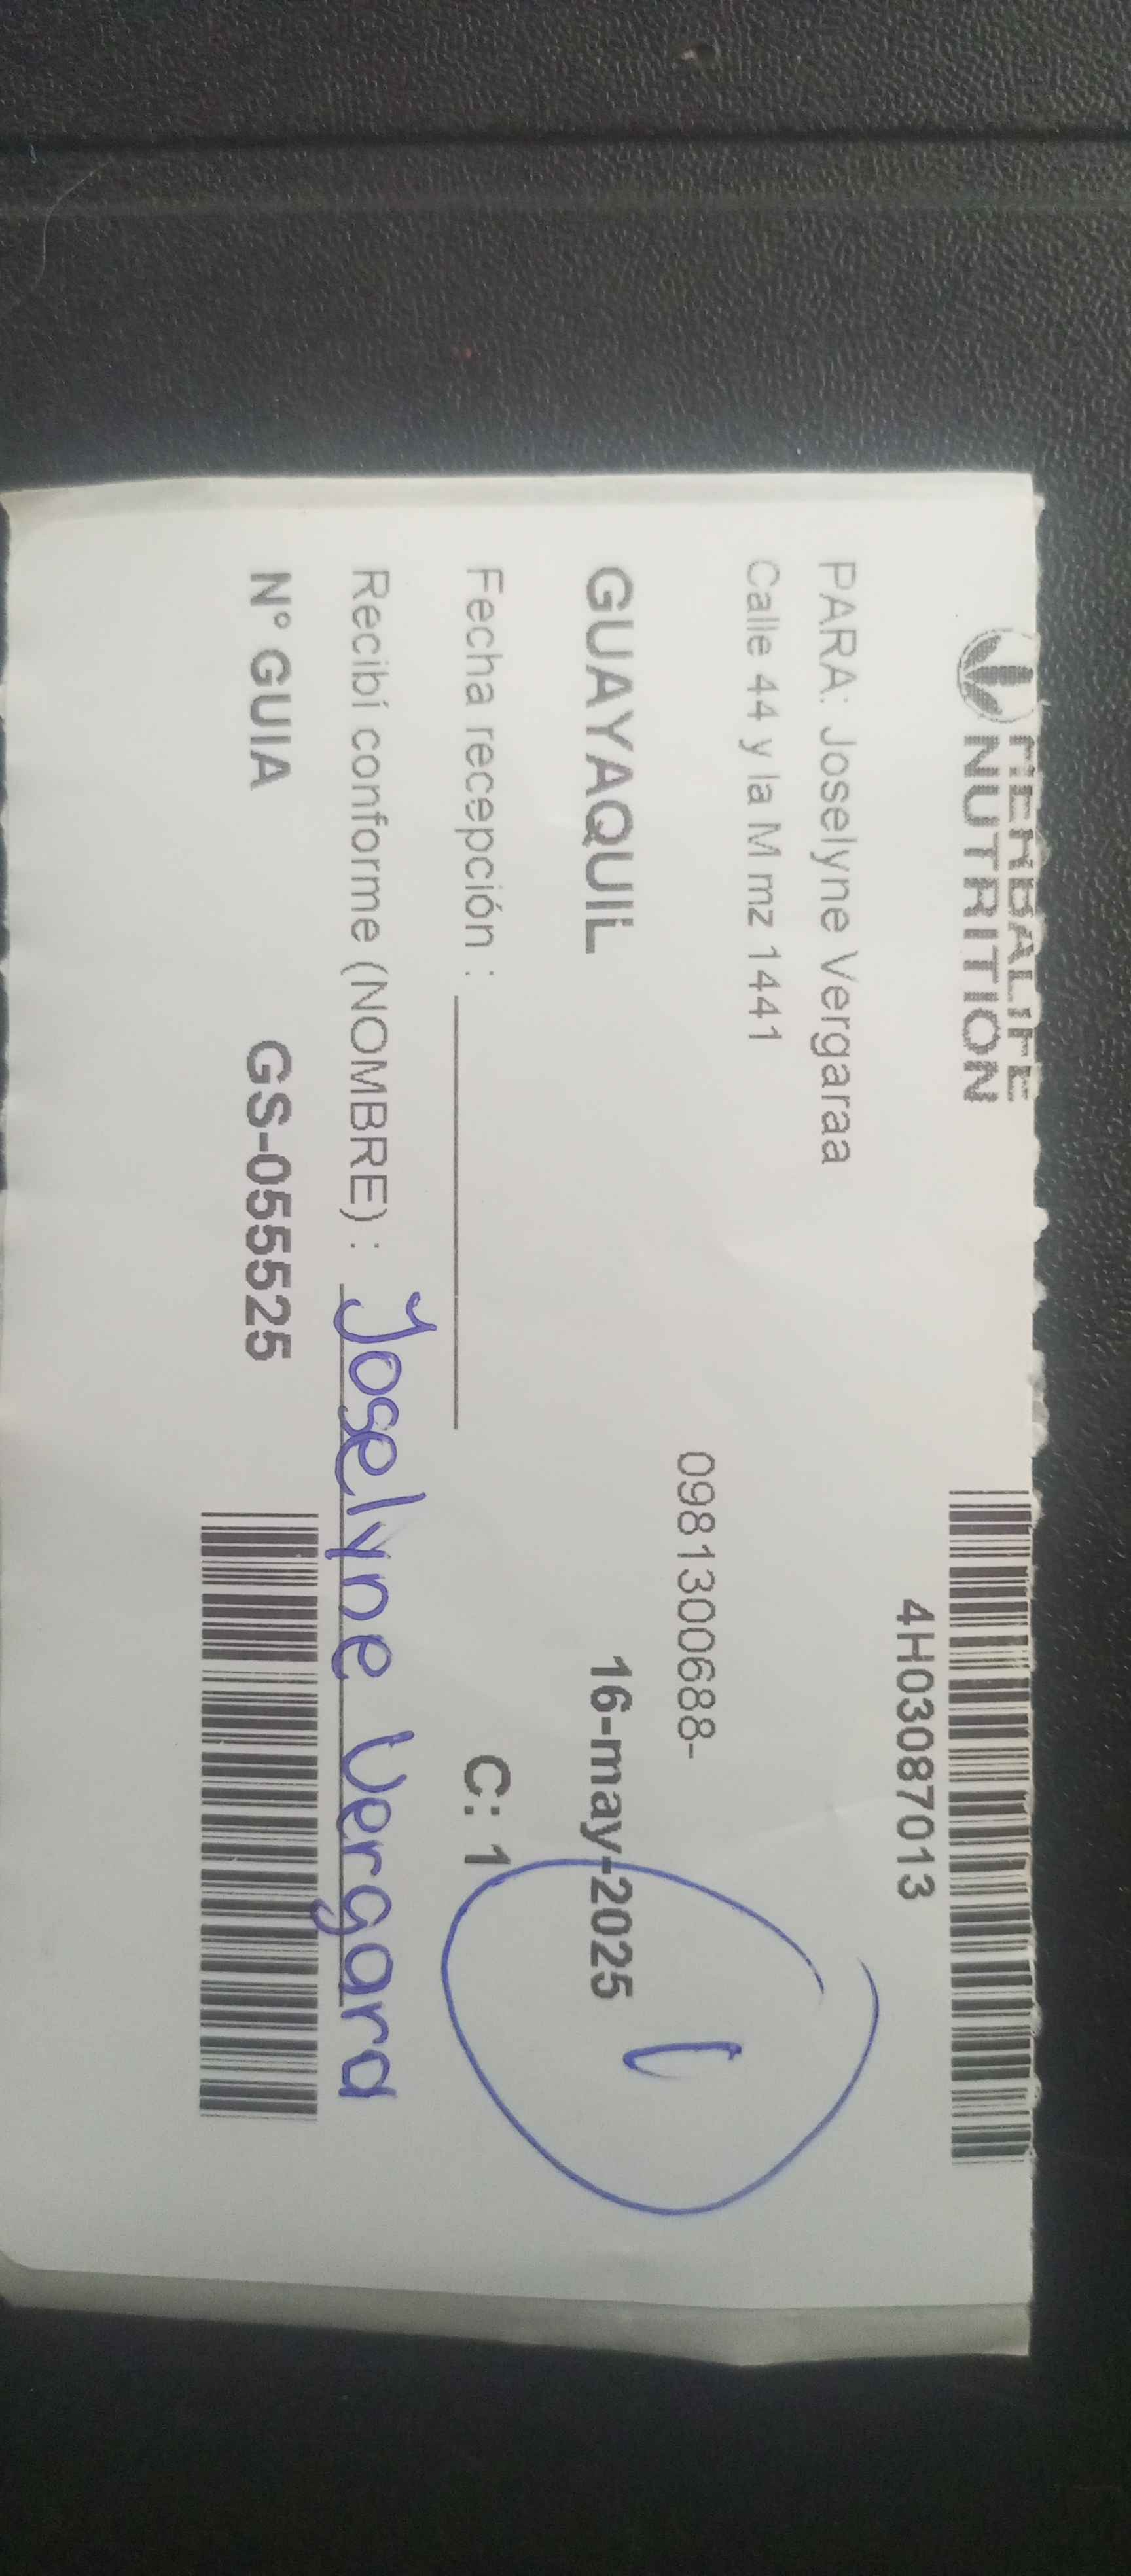 HERBALIFE
NUTRITION
4H03087013
PARA: Joselyne Vergaraa
Calle 44 y la M mz 1441
0981300688-
GUAYAQUIL 16-may-2025
1
Fecha recepción : C: 1
Recibí conforme (NOMBRE) : Joselyne Vergara
N° GUIA GS-055525